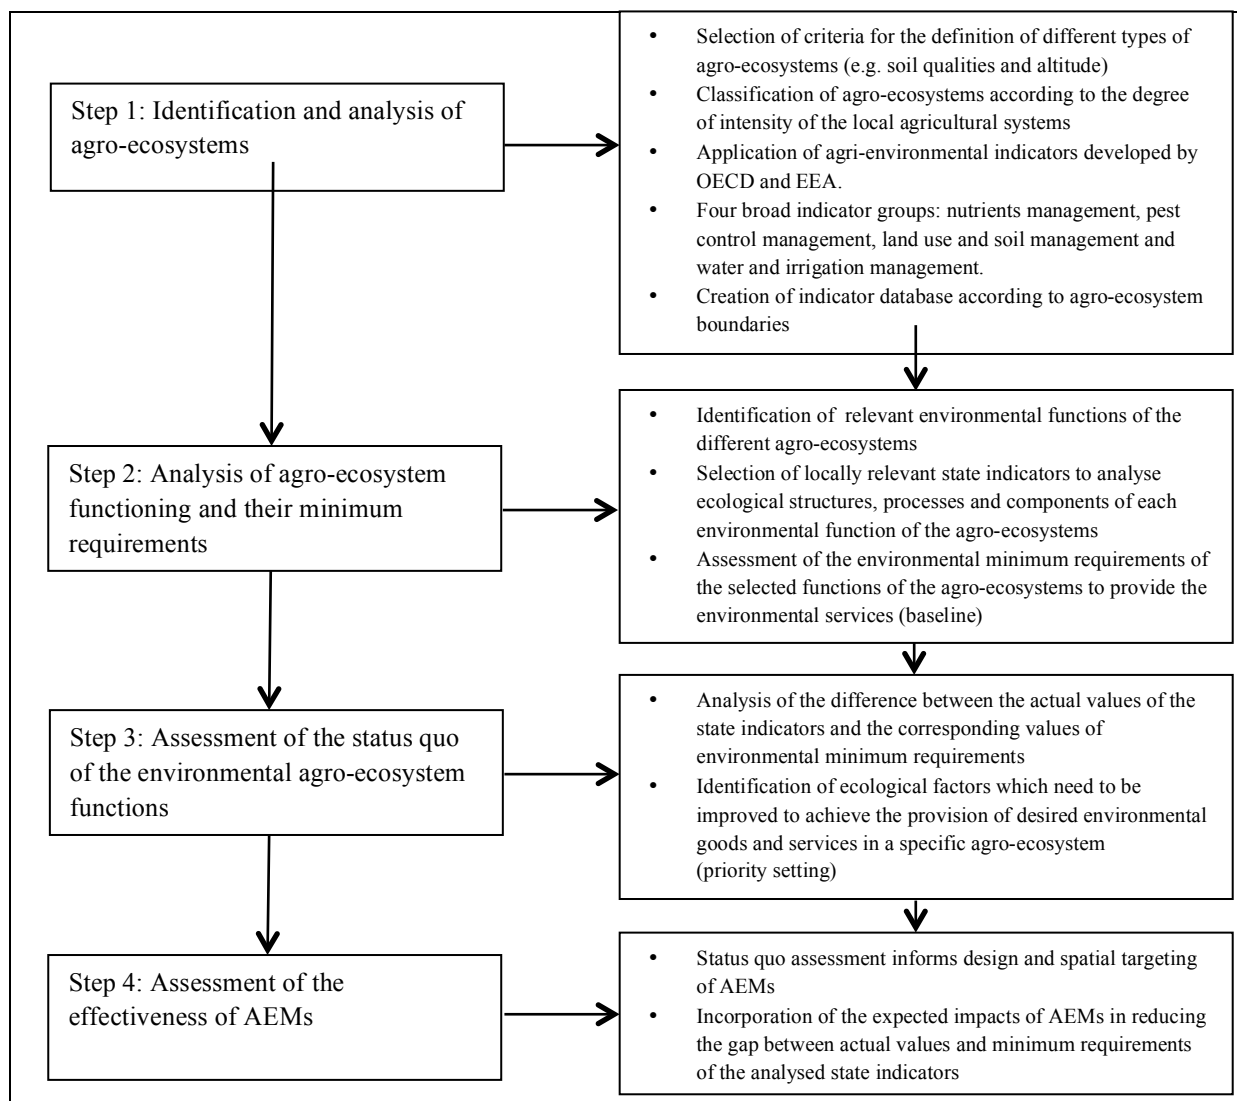 Step 1: Identification and analysis of
agro-ecosystems
• Selection of criteria for the definition of different types of
agro-ecosystems (e.g. soil qualities and altitude)
• Classification of agro-ecosystems according to the degree
of intensity of the local agricultural systems
• Application of agri-environmental indicators developed by
OECD and EEA.
• Four broad indicator groups: nutrients management, pest
control management, land use and soil management and
water and irrigation management.
• Creation of indicator database according to agro-ecosystem
boundaries
Step 2: Analysis of agro-ecosystem
functioning and their minimum
requirements
• Identification of relevant environmental functions of the
different agro-ecosystems
• Selection of locally relevant state indicators to analyse
ecological structures, processes and components of each
environmental function of the agro-ecosystems
• Assessment of the environmental minimum requirements of
the selected functions of the agro-ecosystems to provide the
environmental services (baseline)
Step 3: Assessment of the status quo
of the environmental agro-ecosystem
functions
• Analysis of the difference between the actual values of the
state indicators and the corresponding values of
environmental minimum requirements
• Identification of ecological factors which need to be
improved to achieve the provision of desired environmental
goods and services in a specific agro-ecosystem
(priority setting)
Step 4: Assessment of the
effectiveness of AEMs
• Status quo assessment informs design and spatial targeting
of AEMs
• Incorporation of the expected impacts of AEMs in reducing
the gap between actual values and minimum requirements
of the analysed state indicators